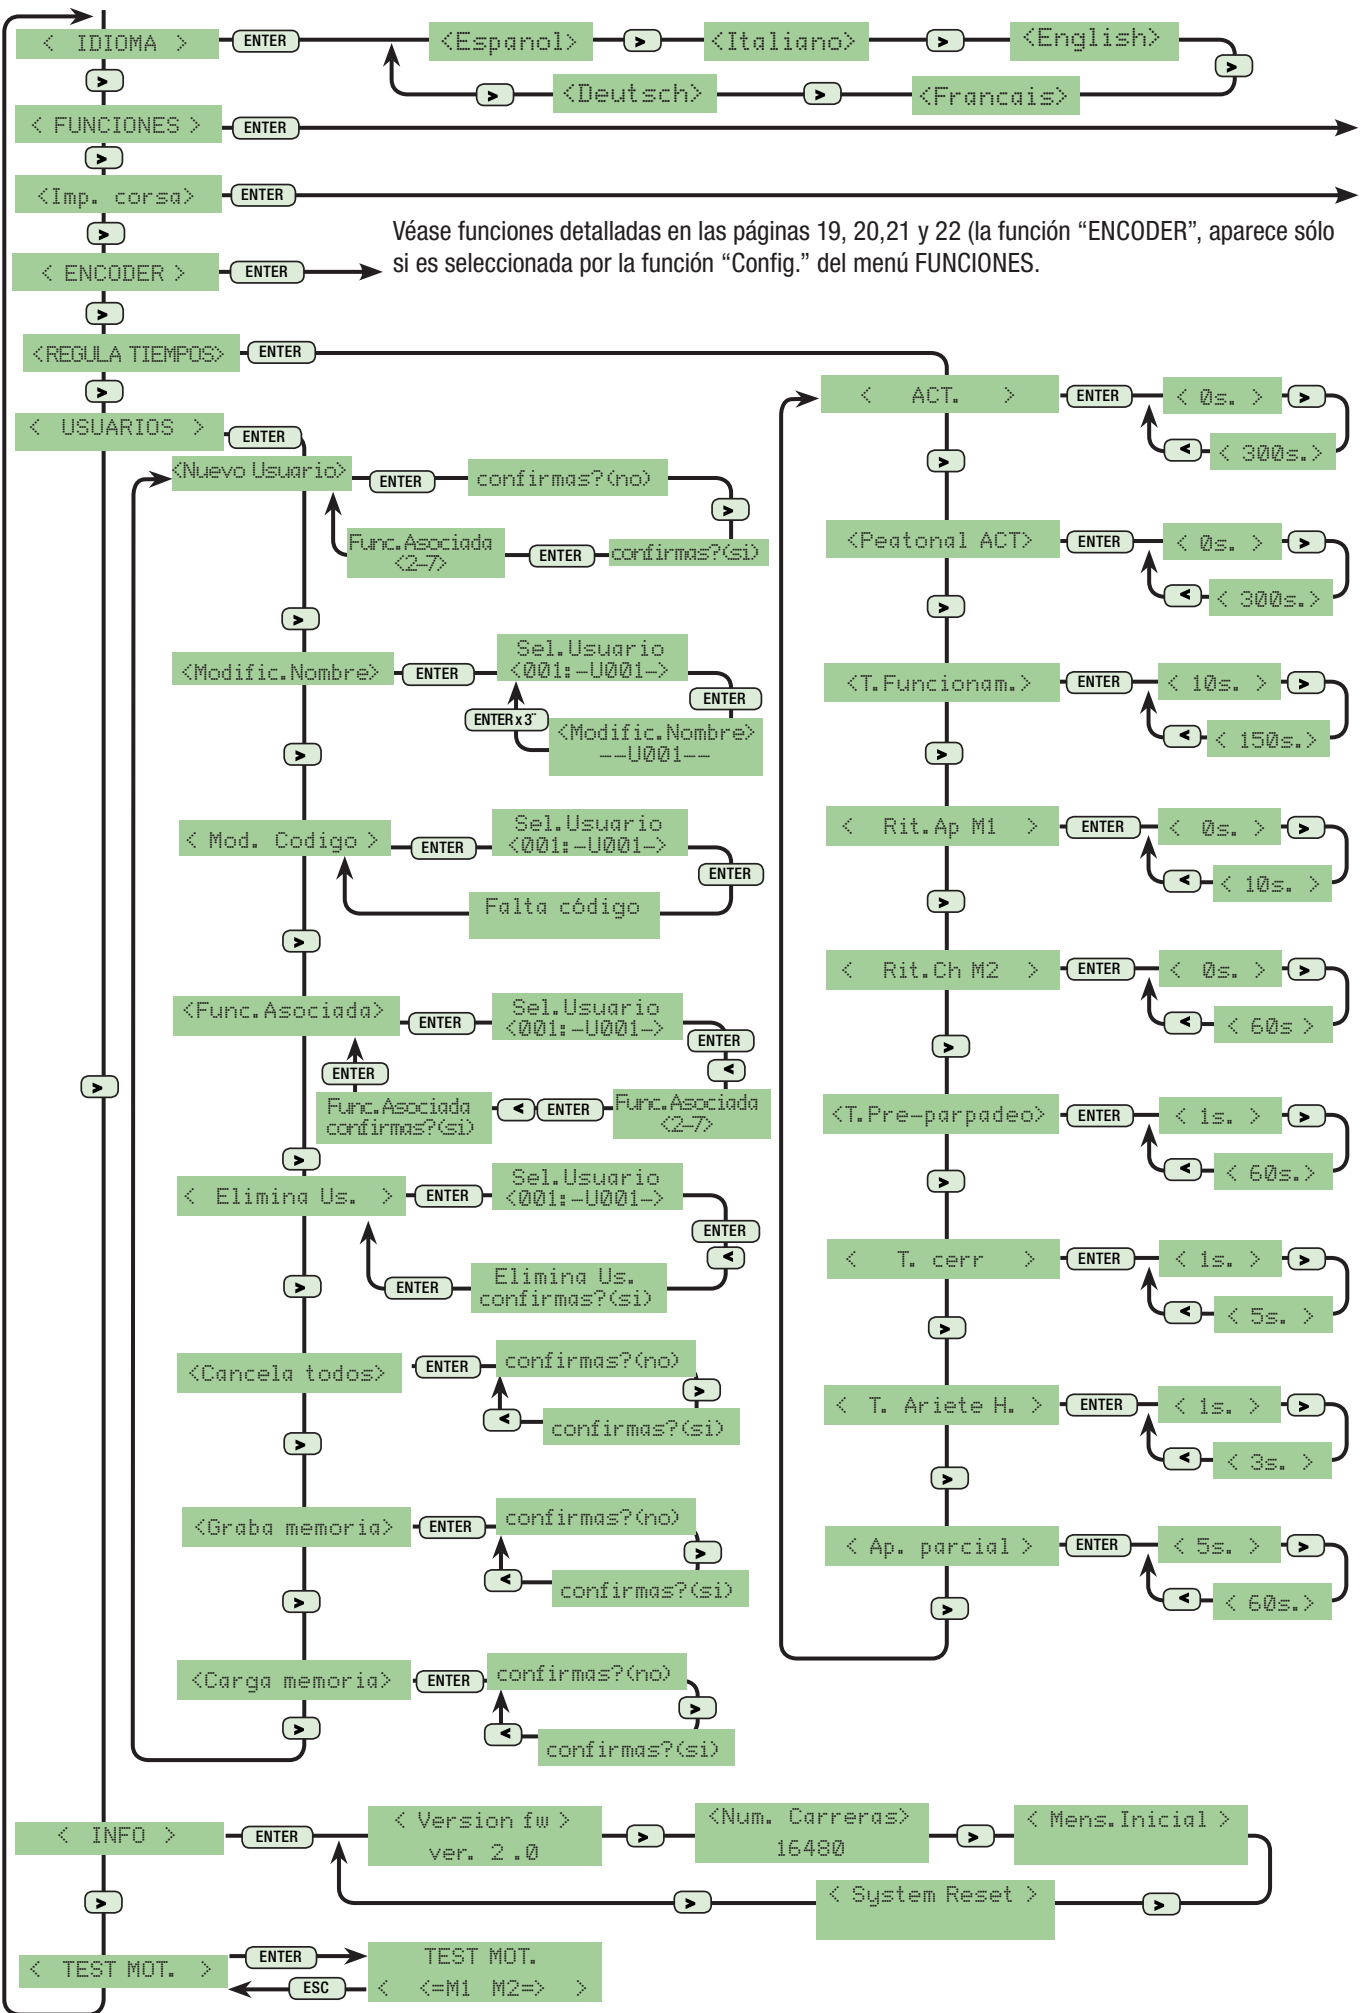 < IDIOMA >
ENTER
<Espanol>
>
<Italiano>
>
<English>
>
<Francais>
>
<Deutsch>
>
>
< FUNCIONES >
ENTER
>
<Imp. corsa>
ENTER
>
Véase funciones detalladas en las páginas 19, 20,21 y 22 (la función “ENCODER”, aparece sólo
si es seleccionada por la función “Config.” del menú FUNCIONES.
< ENCODER >
ENTER
>
<REGULA TIEMPOS>
ENTER
>
< USUARIOS >
ENTER
<Nuevo Usuario>
ENTER
confirmas?(no)
>
confirmas?(si)
ENTER
Func.Asociada
<2-7>
>
<Modific.Nombre>
ENTER
Sel.Usuario
<001:-U001->
ENTER
<Modific.Nombre>
--U001--
ENTER x 3¨
>
< Mod. Codigo >
ENTER
Sel.Usuario
<001:-U001->
ENTER
Falta código
>
<Func.Asociada>
ENTER
Sel.Usuario
<001:-U001->
ENTER
<
Func.Asociada
<2-7>
ENTER
<
Func.Asociada
confirmas?(si)
ENTER
>
< Elimina Us. >
ENTER
Sel.Usuario
<001:-U001->
ENTER
<
Elimina Us.
confirmas?(si)
ENTER
>
<Cancela todos>
ENTER
confirmas?(no)
>
confirmas?(si)
<
>
<Graba memoria>
ENTER
confirmas?(no)
>
confirmas?(si)
<
>
<Carga memoria>
ENTER
confirmas?(no)
>
confirmas?(si)
<
>
>
< ACT. >
ENTER
< 0s. >
>
< 300s.>
<
>
<Peatonal ACT>
ENTER
< 0s. >
>
< 300s.>
<
>
<T.Funcionam.>
ENTER
< 10s. >
>
< 150s.>
<
>
< Rit.Ap M1 >
ENTER
< 0s. >
>
< 10s. >
<
>
< Rit.Ch M2 >
ENTER
< 0s. >
>
< 60s >
<
>
<T.Pre-parpadeo>
ENTER
< 1s. >
>
< 60s.>
<
>
< T. cerr >
ENTER
< 1s. >
>
< 5s. >
<
>
< T. Ariete H. >
ENTER
< 1s. >
>
< 3s. >
<
>
< Ap. parcial >
ENTER
< 5s. >
>
< 60s.>
<
>
< INFO >
ENTER
< Version fw >
ver. 2 .0
>
<Num. Carreras>
16480
>
< Mens.Inicial >
>
< System Reset >
>
>
< TEST MOT. >
ENTER
ESC
TEST MOT.
< <=M1 M2=> >